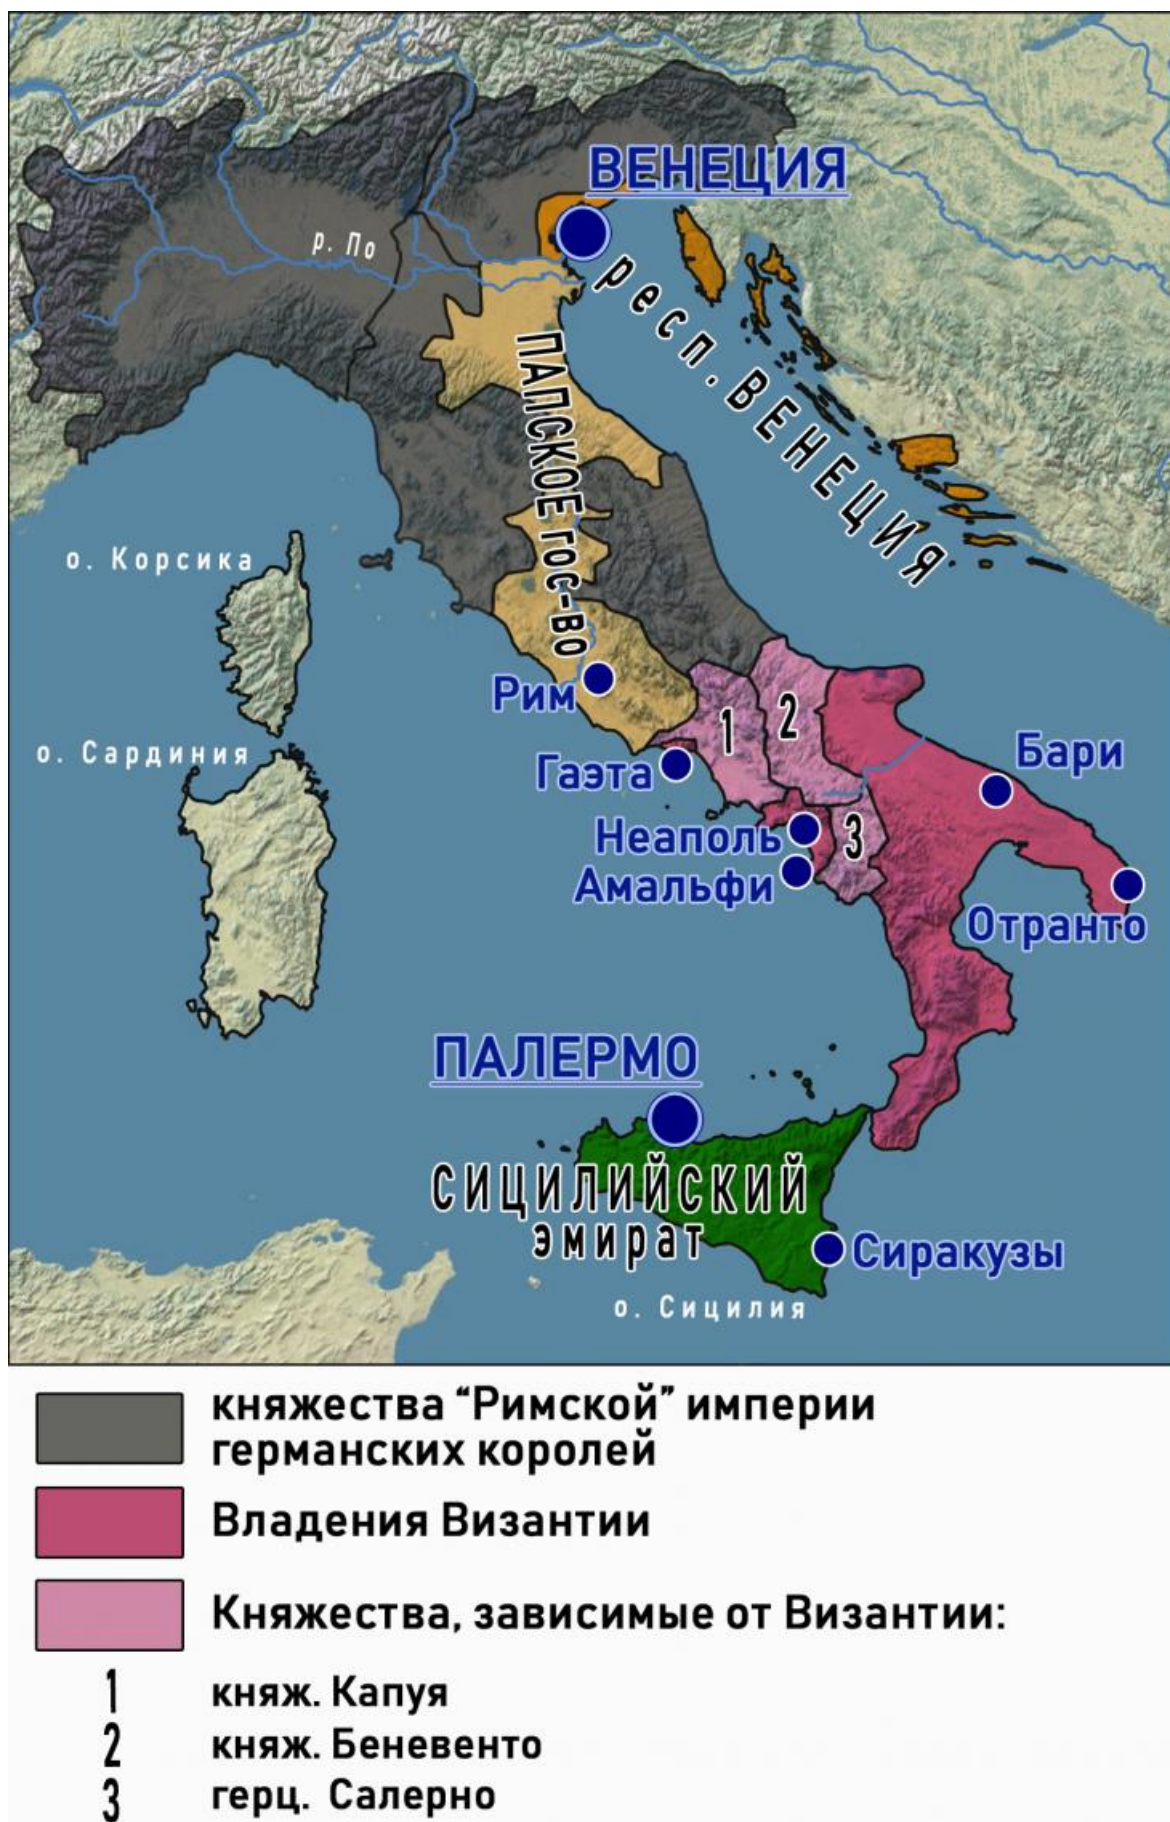 ВЕНЕЦИЯ
р. По
респ. ВЕНЕЦИЯ
ПАПСКОЕ гос-во
о. Корсика
Рим
1
2
о. Сардиния
Гаэта
Бари
Неаполь
3
Амальфи
Отранто
ПАЛЕРМО
СИЦИЛИЙСКИЙ
эмират
Сиракузы
о. Сицилия
княжества “Римской” империи
германских королей
Владения Византии
Княжества, зависимые от Византии:
1 княж. Капуя
2 княж. Беневенто
3 герц. Салерно